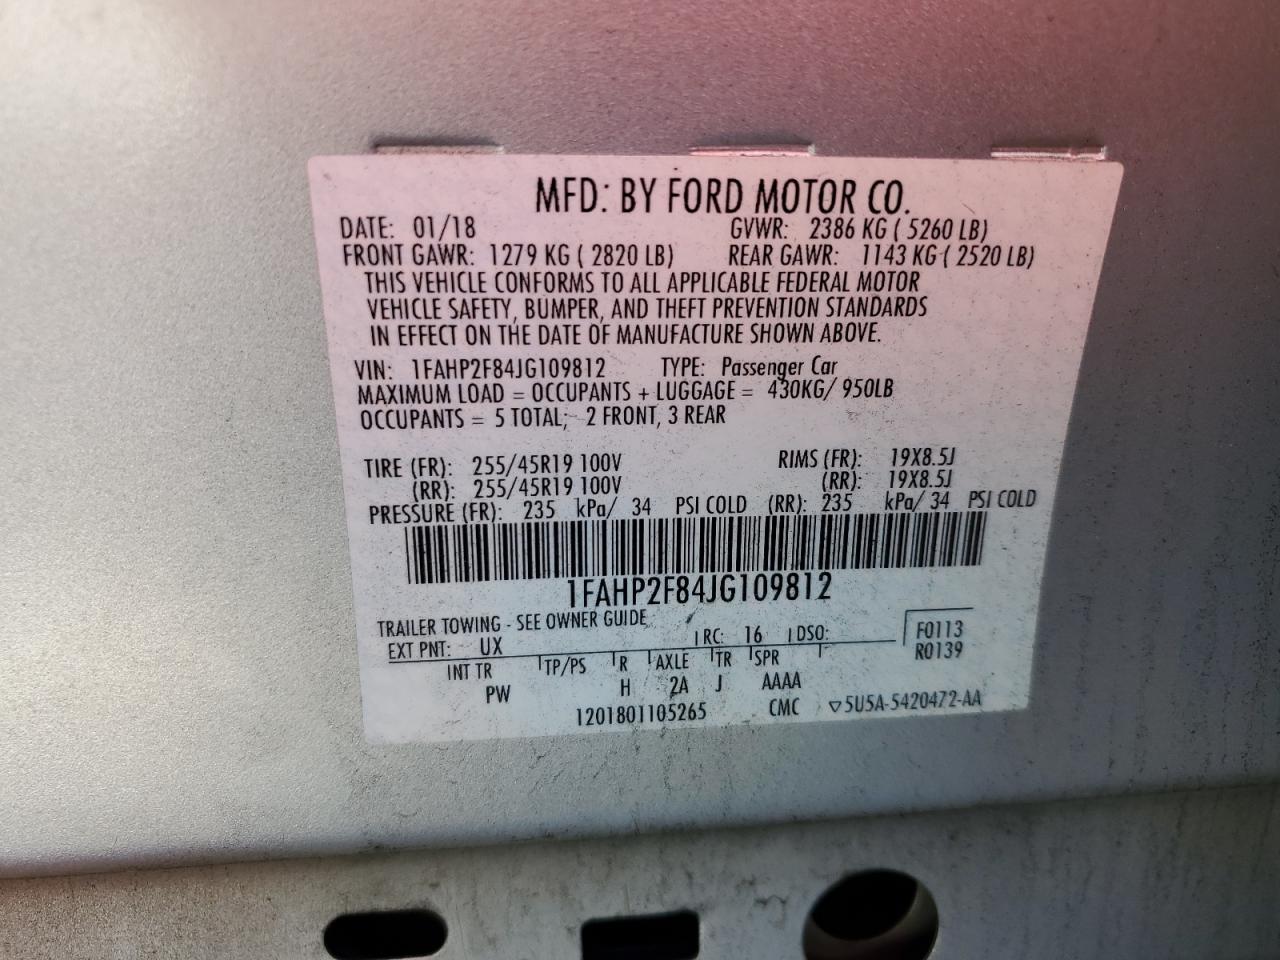 MFD: BY FORD MOTOR CO.
DATE: 01/18 GVWR: 2386 KG ( 5260 LB)
FRONT GAWR: 1279 KG ( 2820 LB) REAR GAWR: 1143 KG ( 2520 LB)
THIS VEHICLE CONFORMS TO ALL APPLICABLE FEDERAL MOTOR
VEHICLE SAFETY, BUMPER, AND THEFT PREVENTION STANDARDS
IN EFFECT ON THE DATE OF MANUFACTURE SHOWN ABOVE.
VIN: 1FAHP2F84JG109812 TYPE: Passenger Car
MAXIMUM LOAD = OCCUPANTS + LUGGAGE = 430KG/ 950LB
OCCUPANTS = 5 TOTAL; 2 FRONT, 3 REAR
TIRE (FR): 255/45R19 100V RIMS (FR): 19X8.5J
(RR): 255/45R19 100V (RR): 19X8.5J
PRESSURE (FR): 235 kPa/ 34 PSI COLD (RR): 235 kPa/ 34 PSI COLD
1FAHP2F84JG109812
TRAILER TOWING - SEE OWNER GUIDE
EXT PNT: UX RC: 16 DSO: F0113
R0139
INT TR TP/PS R AXLE TR SPR
PW H 2A J AAAA
1201801105265 CMC ▽5U5A-5420472-AA